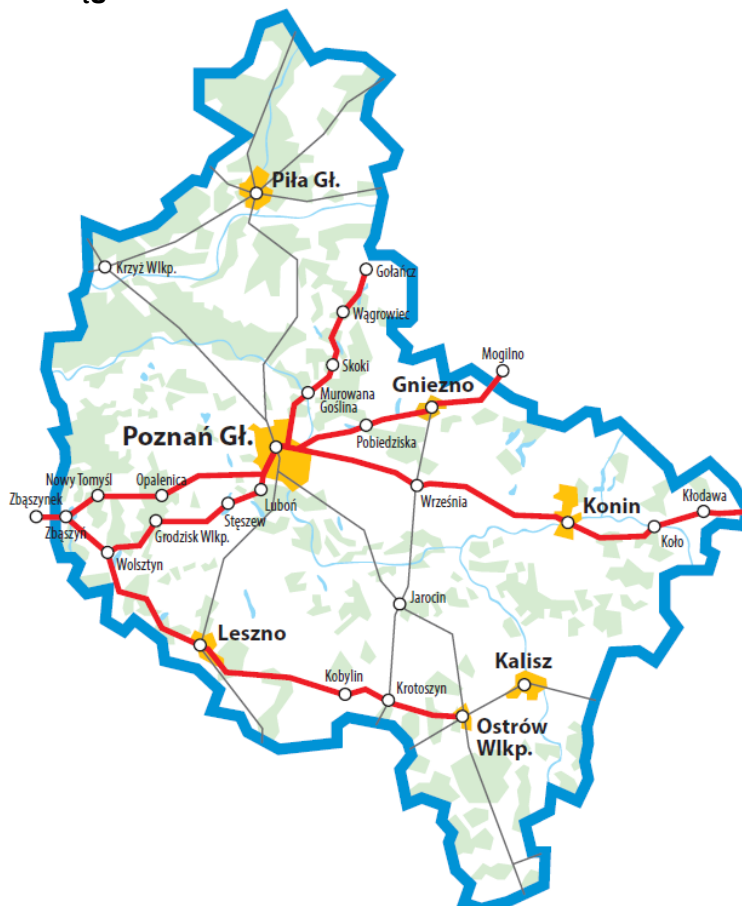 Piła Gł.
Krzyż Wlkp.
Gołańcz
Wągrowiec
Skoki
Mogilno
Murowana
Goślina
Gniezno
Poznań Gł.
Pobiedziska
Nowy Tomyśl
Opalenica
Zbąszynek
Września
Konin
Kłodawa
Luboń
Stęszew
Zbąszyń
Grodzisk Wlkp.
Koło
Wolsztyn
Jarocin
Leszno
Kalisz
Kobylin
Krotoszyn
Ostrów
Wlkp.